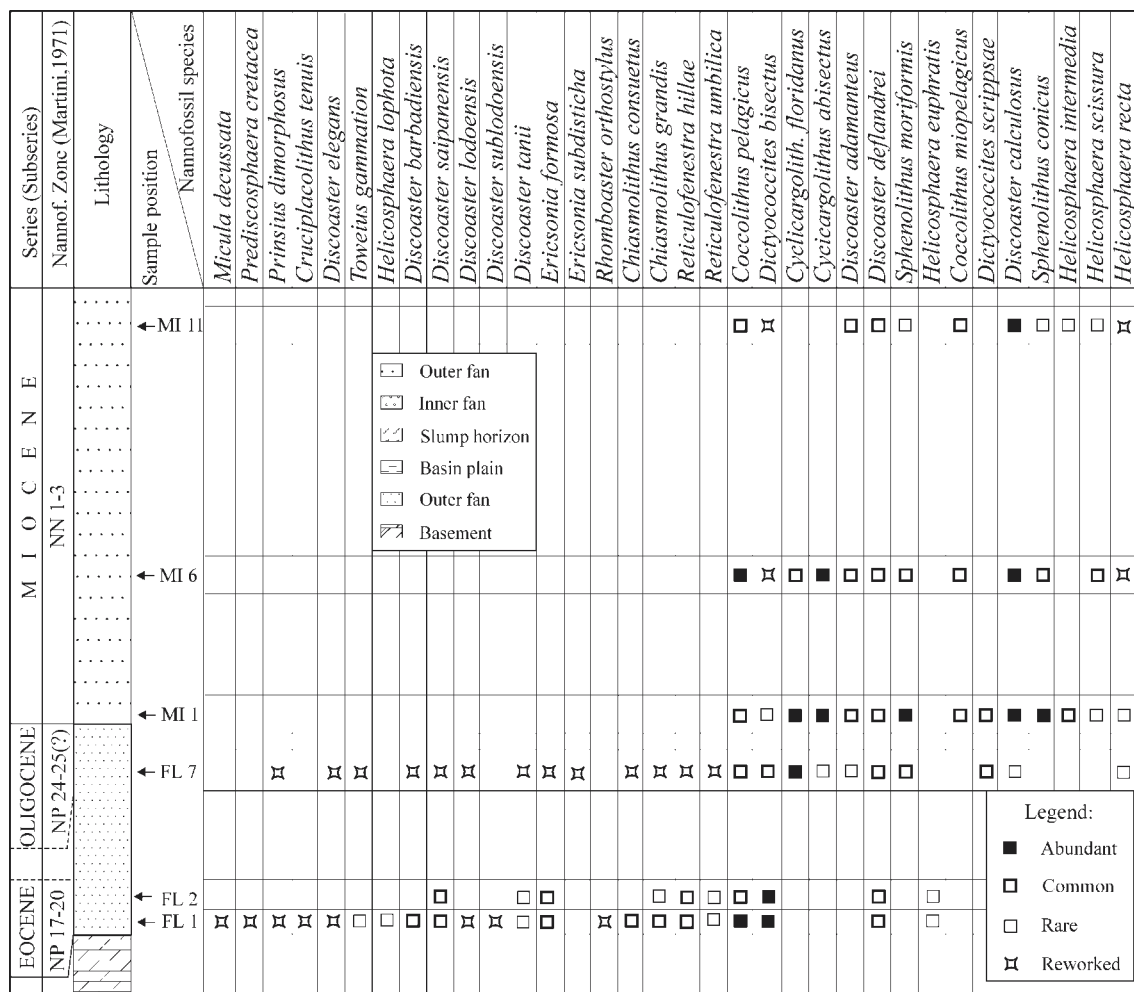 Series (Subseries)
Nannof. Zone (Martini,1971)
Lithology
Sample position
Nannofossil species
Micula decussata
Prediscosphaera cretacea
Prinsius dimorphosus
Cruciplacolithus tenuis
Discoaster elegans
Toweius gammation
Helicosphaera lophota
Discoaster barbadiensis
Discoaster saipanensis
Discoaster lodoensis
Discoaster sublodoensis
Discoaster tanii
Ericsonia formosa
Ericsonia subdisticha
Rhomboaster orthostylus
Chiasmolithus consuetus
Chiasmolithus grandis
Reticulofenestra hillae
Reticulofenestra umbilica
Coccolithus pelagicus
Dictyococcites bisectus
Cyclicargolith. floridanus
Cycicargolithus abisectus
Discoaster adamanteus
Discoaster deflandrei
Sphenolithus moriformis
Helicosphaera euphratis
Coccolithus miopelagicus
Dictyococcites scrippsae
Discoaster calculosus
Sphenolithus conicus
Helicosphaera intermedia
Helicosphaera scissura
Helicosphaera recta
MIOCENE
NN 1-3
OLIGOCENE
NP 24-25(?)
EOCENE
NP 17-20
MI 11
MI 6
MI 1
FL 7
FL 2
FL 1
Outer fan
Inner fan
Slump horizon
Basin plain
Outer fan
Basement
Legend:
Abundant
Common
Rare
Reworked